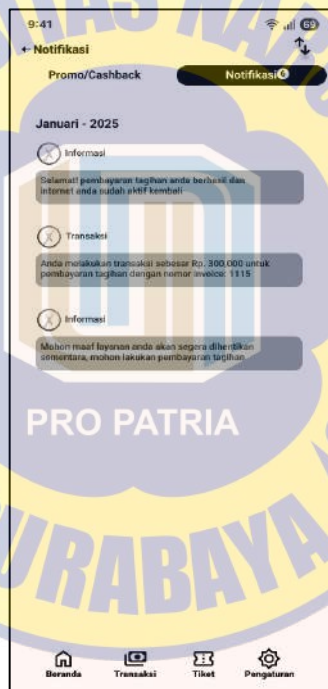 9:41
69
← Notifikasi
Promo/Cashback
Notifikasi 6
Januari - 2025
Informasi
Selamat! pembayaran tagihan anda berhasil dan
internet anda sudah aktif kembali
Transaksi
Anda melakukan transaksi sebesar Rp. 300,000 untuk
pembayaran tagihan dengan nomor invoice: 1115
Informasi
Mohon maaf layanan anda akan segera dihentikan
sementara, mohon lakukan pembayaran tagihan
PRO PATRIA
SURABAYA
Beranda
Transaksi
Tiket
Pengaturan